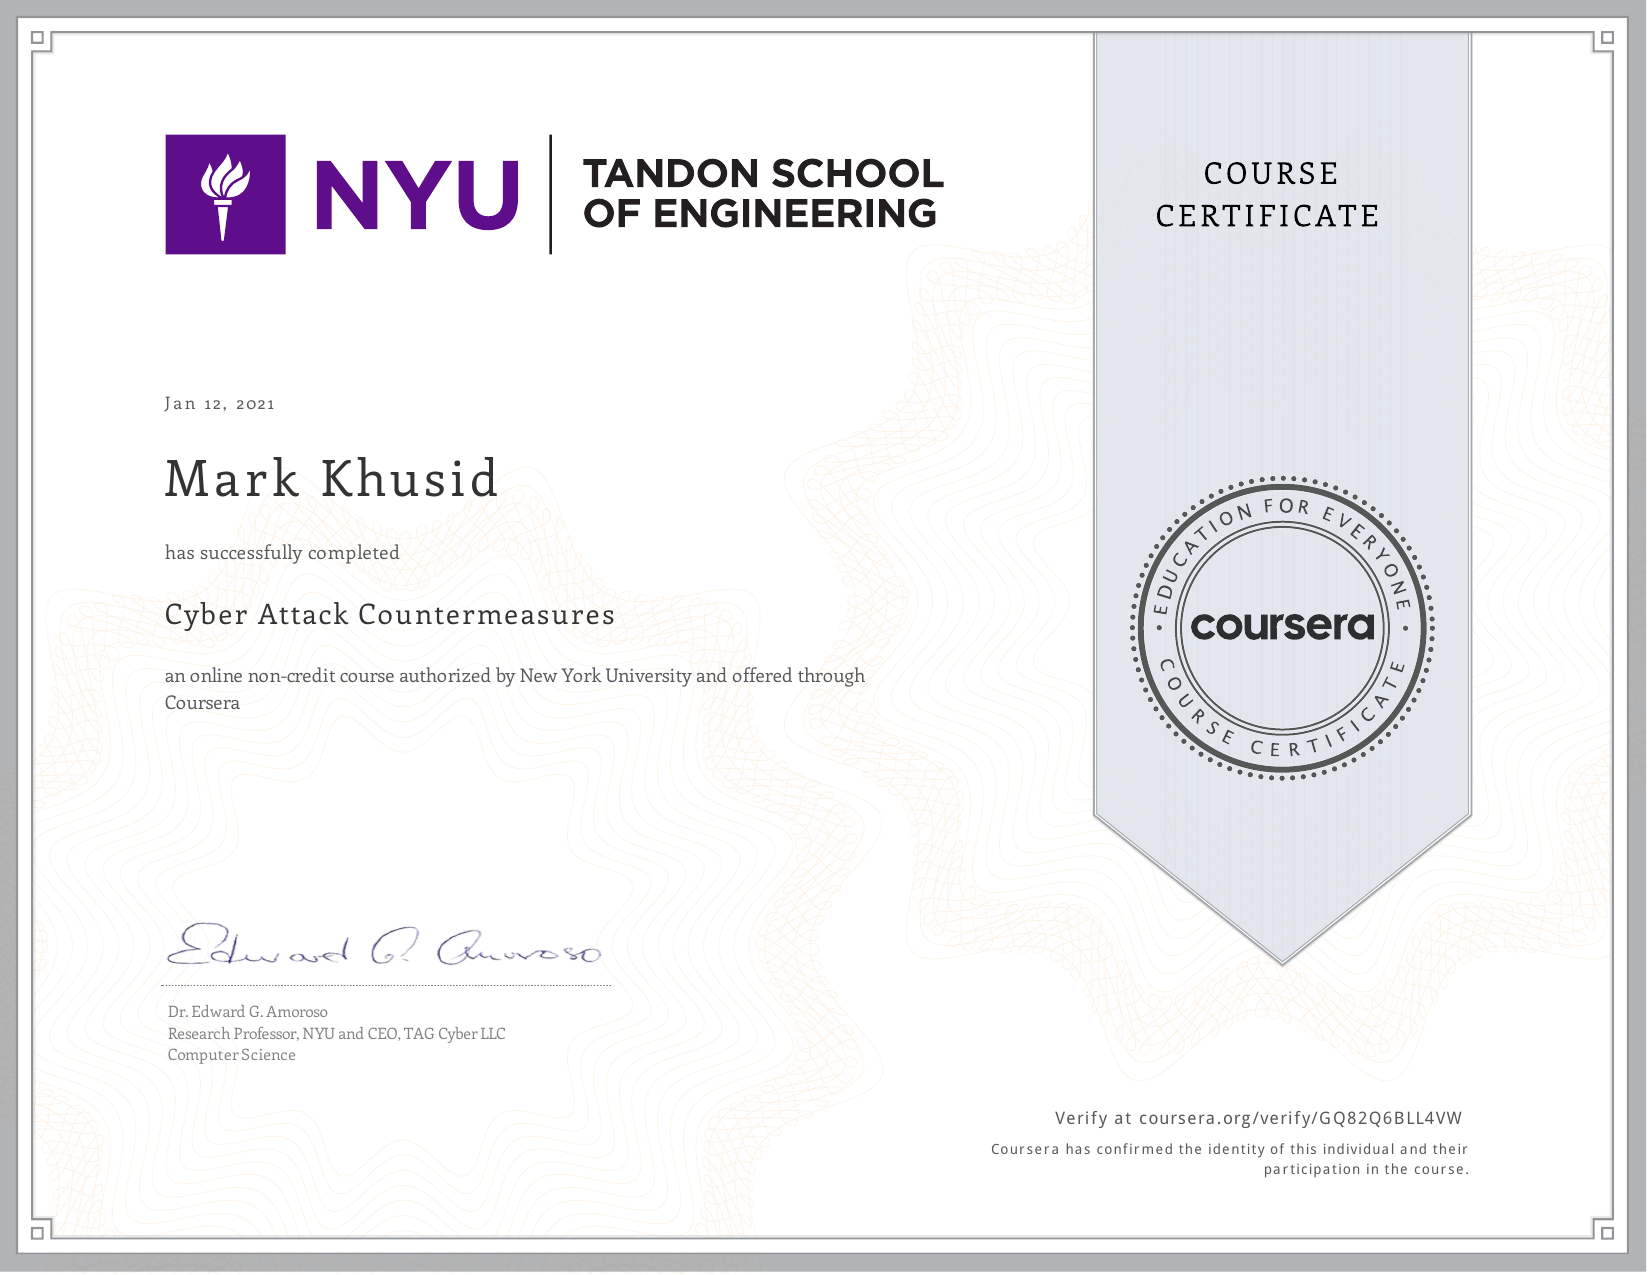 NYU
TANDON SCHOOL
OF ENGINEERING
COURSE
CERTIFICATE
Jan 12, 2021
Mark Khusid
has successfully completed
Cyber Attack Countermeasures
an online non-credit course authorized by New York University and offered through
Coursera
EDUCATION FOR EVERYONE
coursera
COURSE CERTIFICATE
Edward G. Amoroso
Dr. Edward G. Amoroso
Research Professor, NYU and CEO, TAG Cyber LLC
Computer Science
Verify at coursera.org/verify/GQ82Q6BLL4VW
Coursera has confirmed the identity of this individual and their
participation in the course.